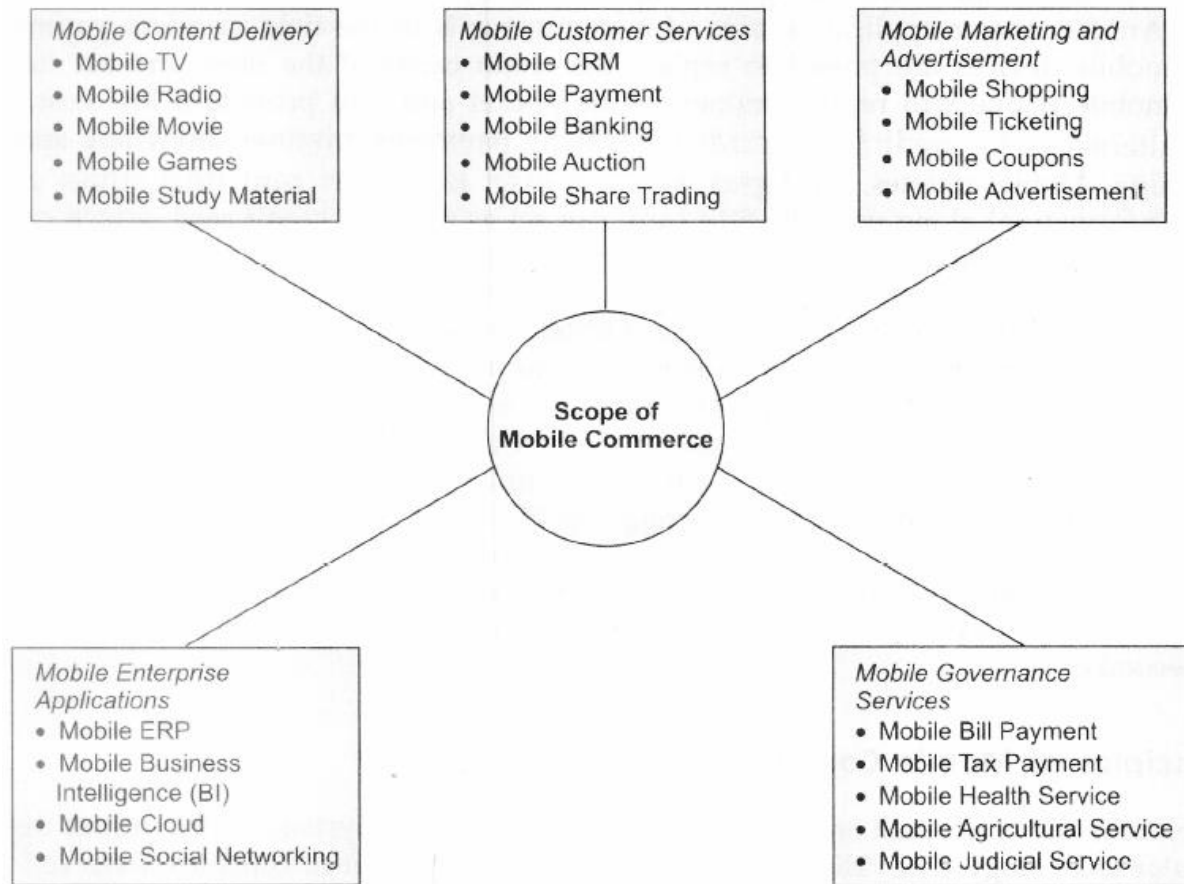 Mobile Content Delivery
• Mobile TV
• Mobile Radio
• Mobile Movie
• Mobile Games
• Mobile Study Material
Mobile Customer Services
• Mobile CRM
• Mobile Payment
• Mobile Banking
• Mobile Auction
• Mobile Share Trading
Mobile Marketing and
Advertisement
• Mobile Shopping
• Mobile Ticketing
• Mobile Coupons
• Mobile Advertisement
Scope of
Mobile Commerce
Mobile Enterprise
Applications
• Mobile ERP
• Mobile Business
Intelligence (BI)
• Mobile Cloud
• Mobile Social Networking
Mobile Governance
Services
• Mobile Bill Payment
• Mobile Tax Payment
• Mobile Health Service
• Mobile Agricultural Service
• Mobile Judicial Service